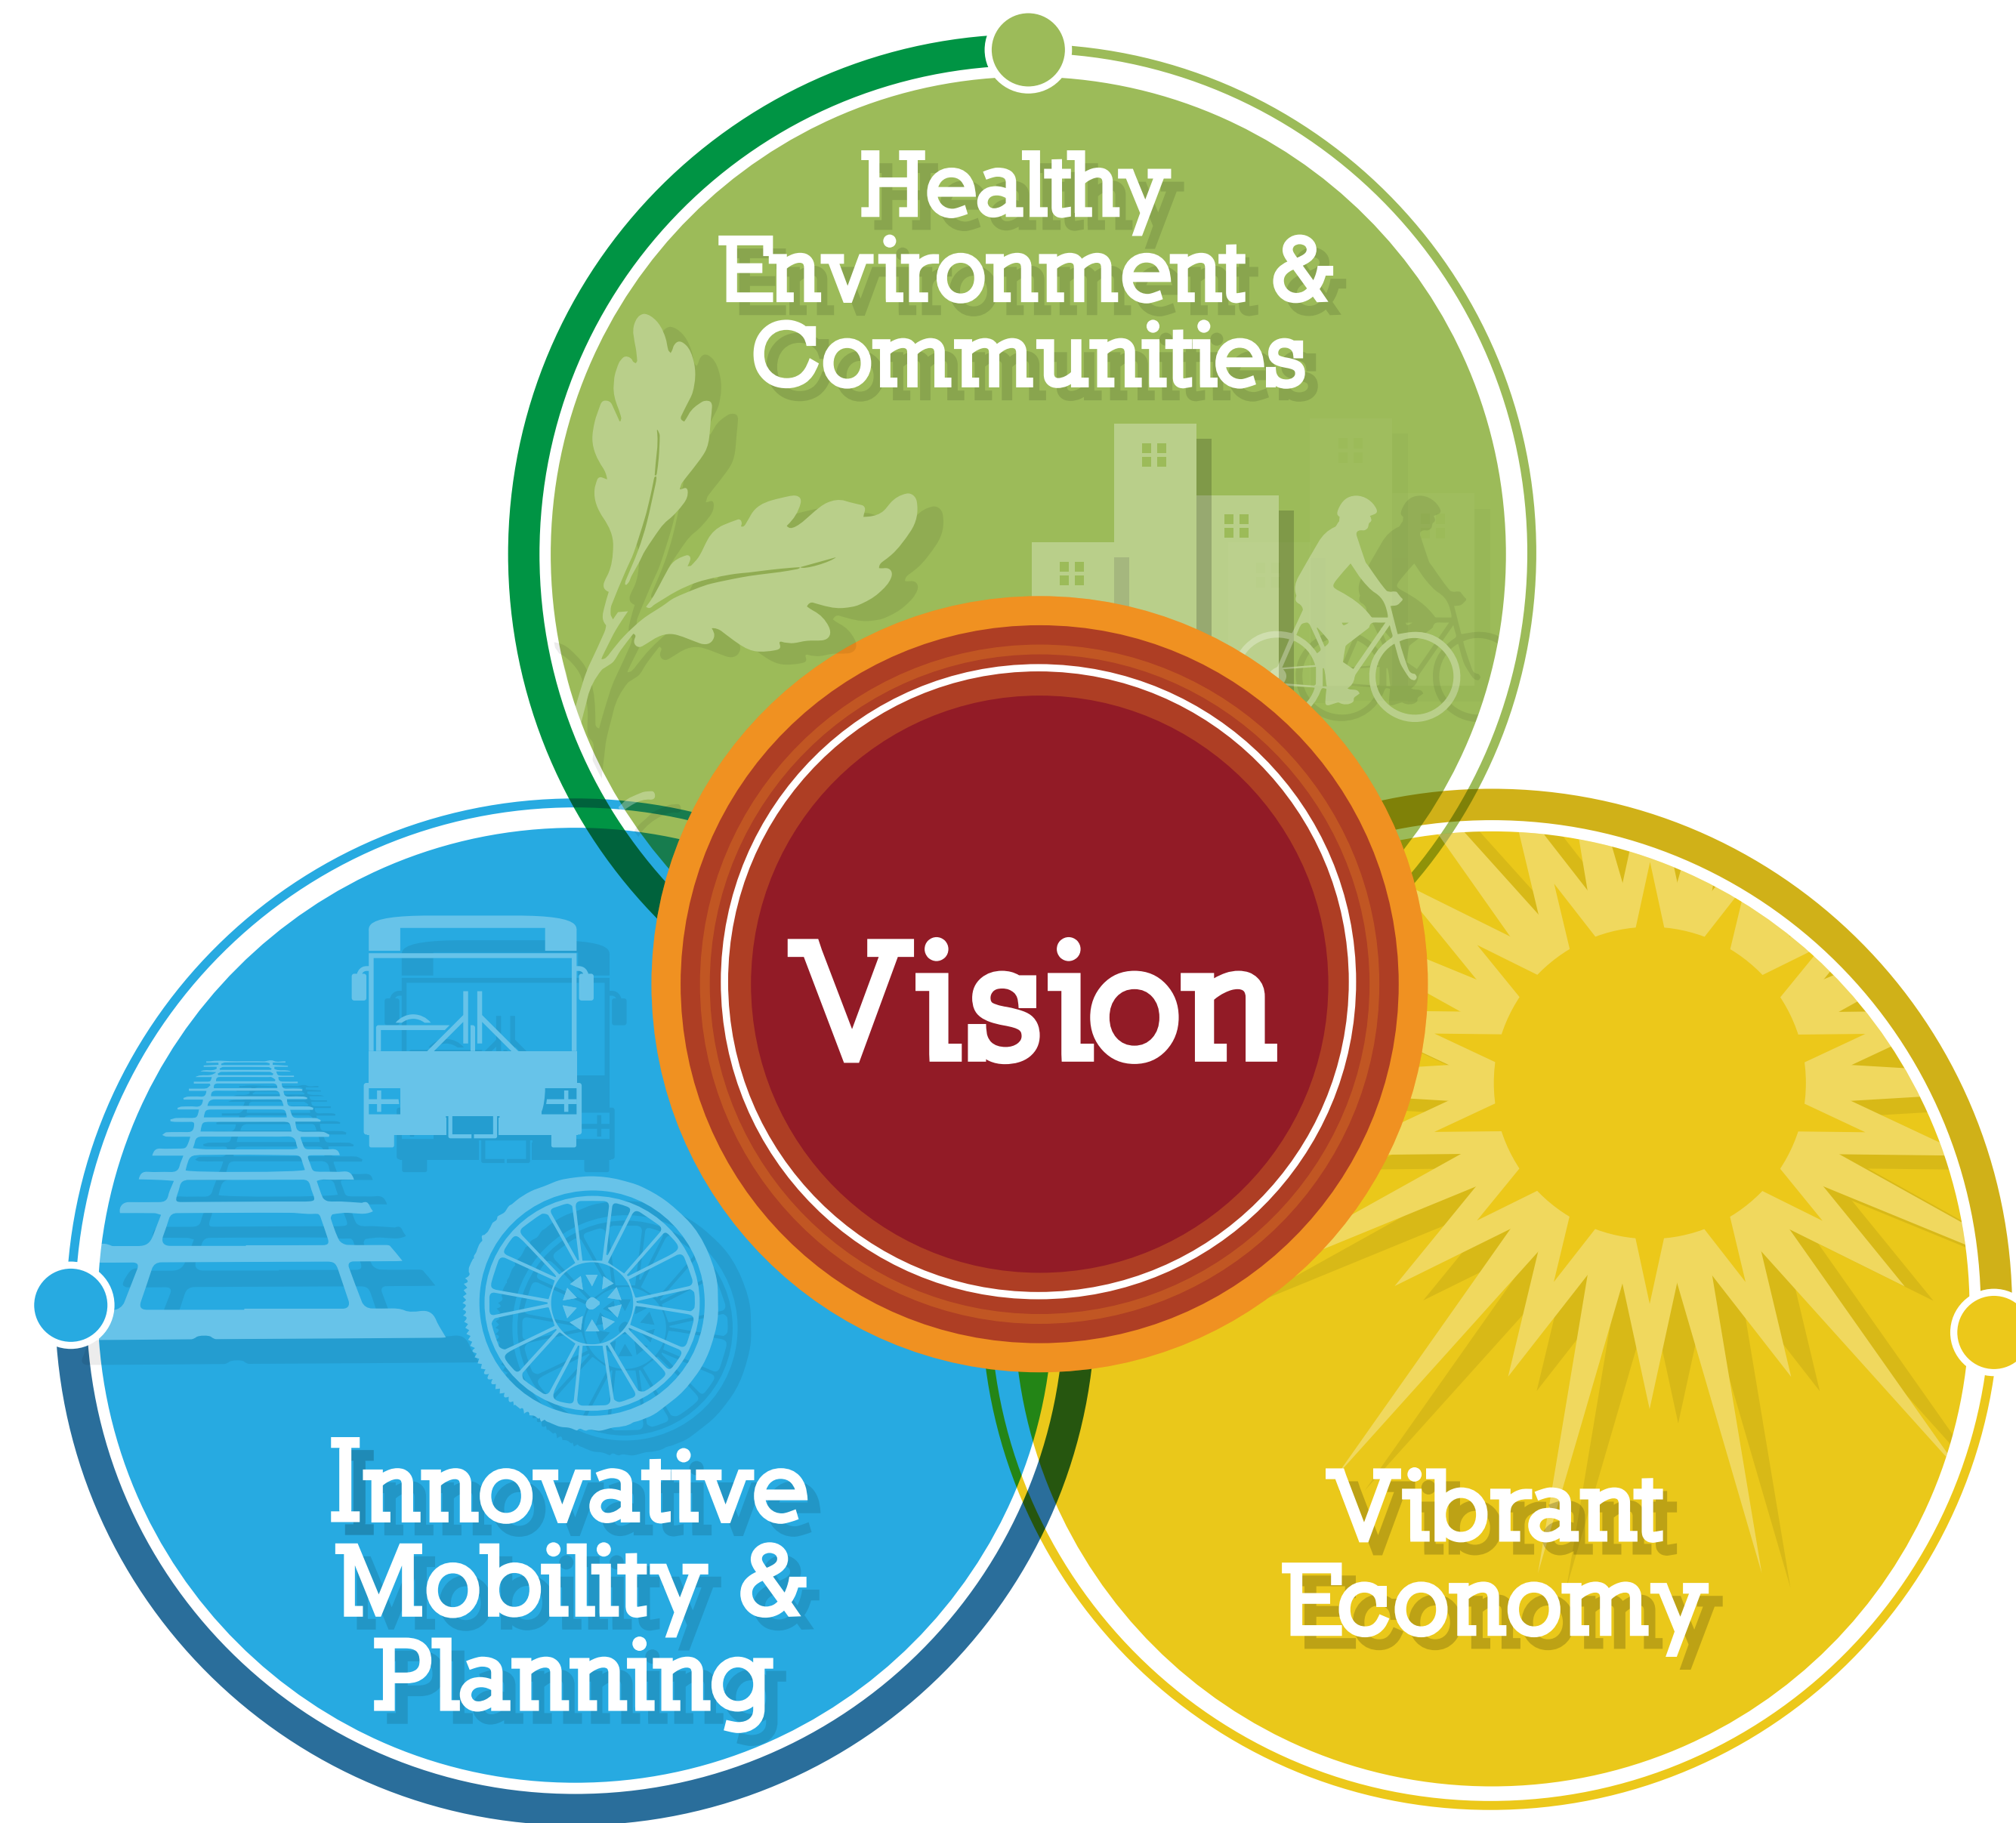 Healthy
Environment &
Communities
Vision
Innovative
Mobility &
Planning
Vibrant
Economy